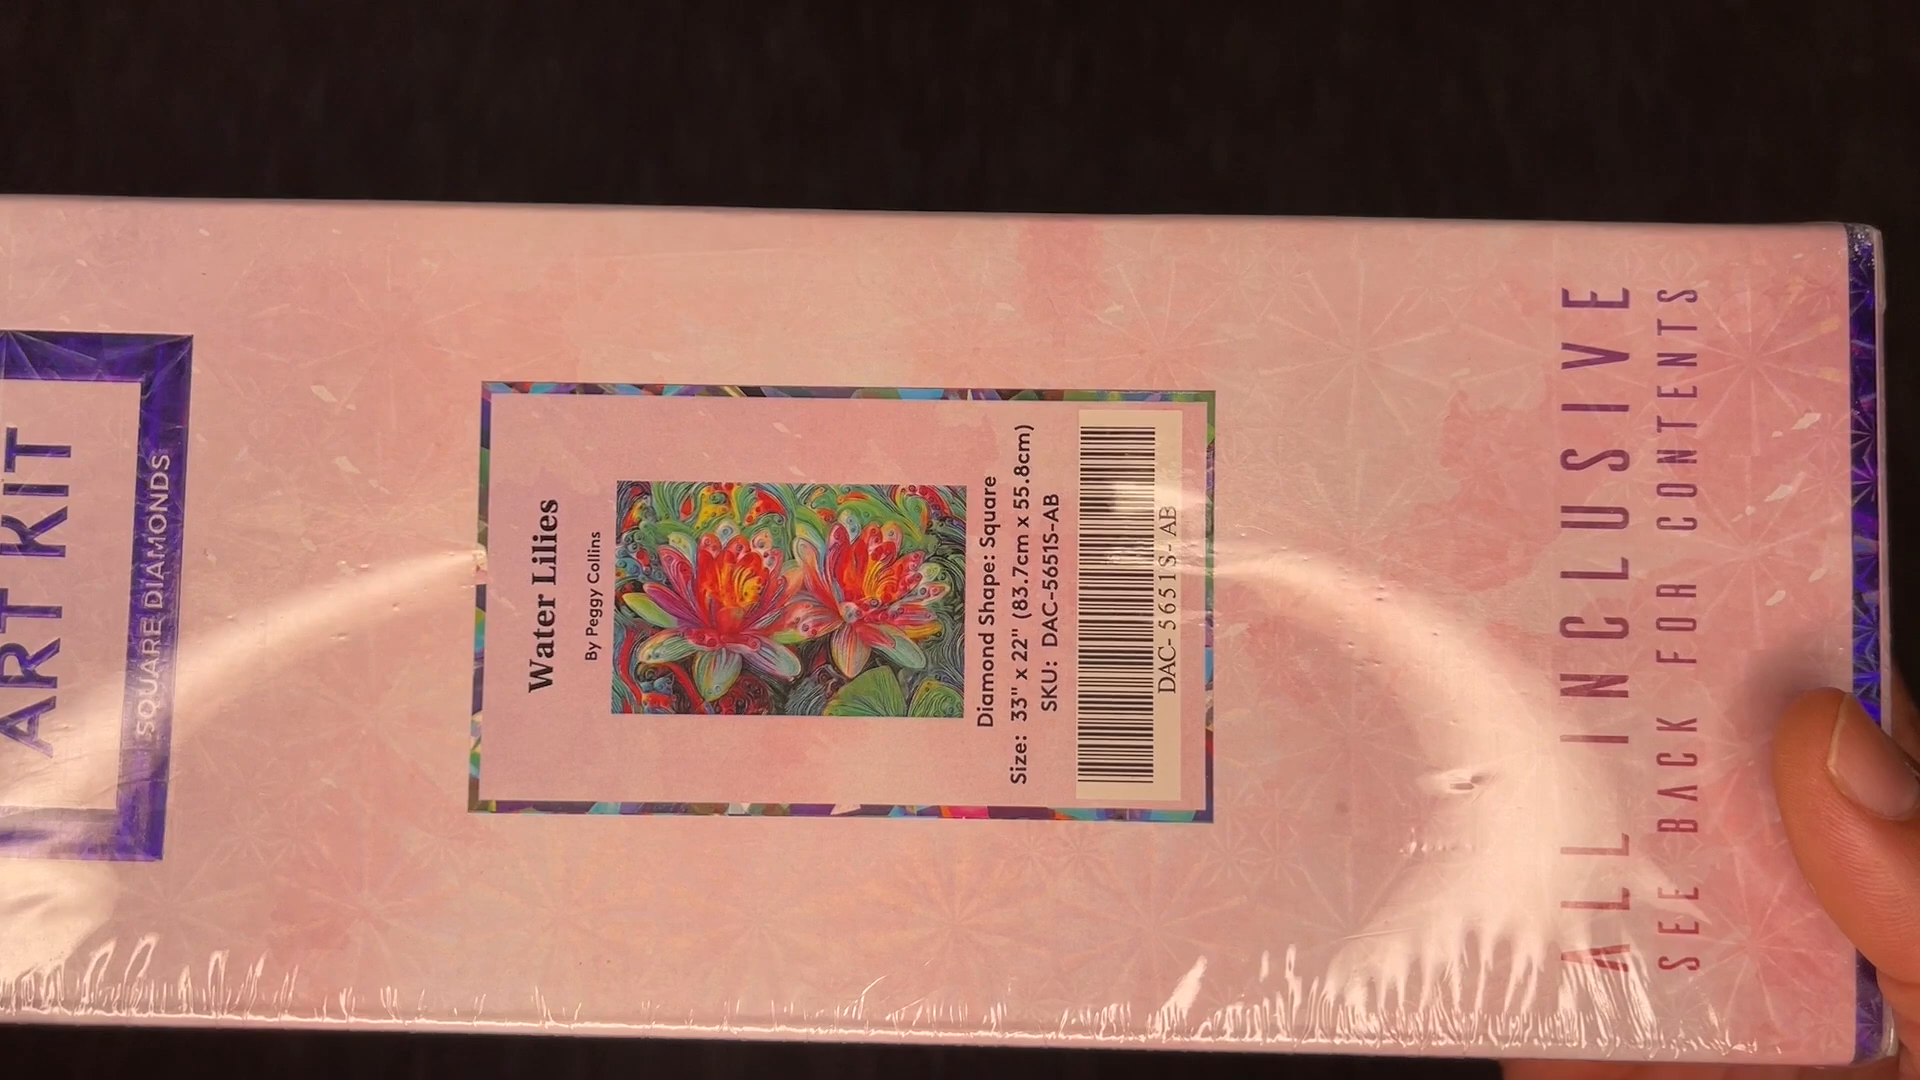 ART KIT
SQUARE DIAMONDS
Water Lilies
By Peggy Collins
Diamond Shape: Square
Size: 33" x 22" (83.7cm x 55.8cm)
SKU: DAC-5651S-AB
DAC- 5651S- AB
ALL INCLUSIVE
SEE BACK FOR CONTENTS